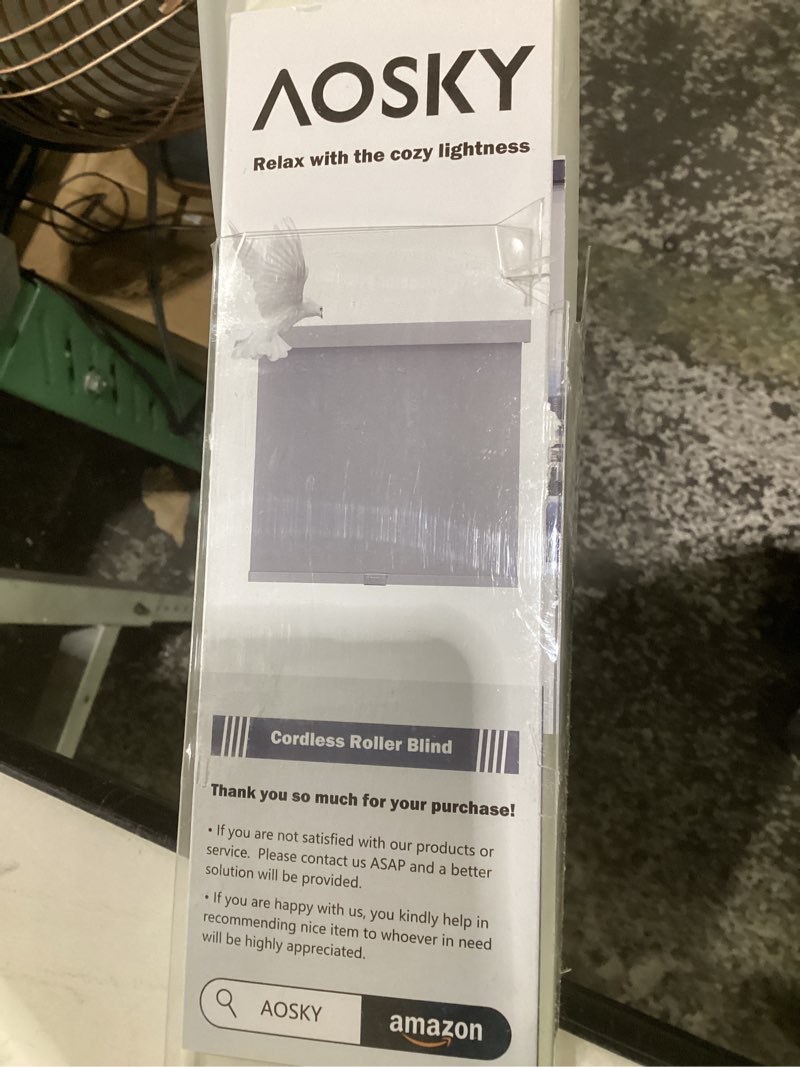 AOSKY
Relax with the cozy lightness
Cordless Roller Blind
Thank you so much for your purchase!
• If you are not satisfied with our products or
service. Please contact us ASAP and a better
solution will be provided.
• If you are happy with us, you kindly help in
recommending nice item to whoever in need
will be highly appreciated.
AOSKY amazon